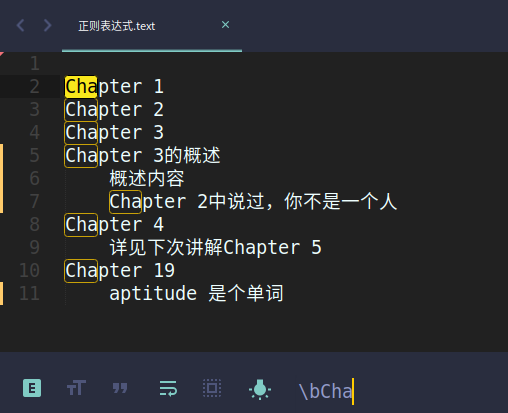 正则表达式.text
1
2 Chapter 1
3 Chapter 2
4 Chapter 3
5 Chapter 3的概述
6 概述内容
7 Chapter 2中说过，你不是一个人
8 Chapter 4
9 详见下次讲解Chapter 5
10 Chapter 19
11 aptitude 是个单词
\bCha